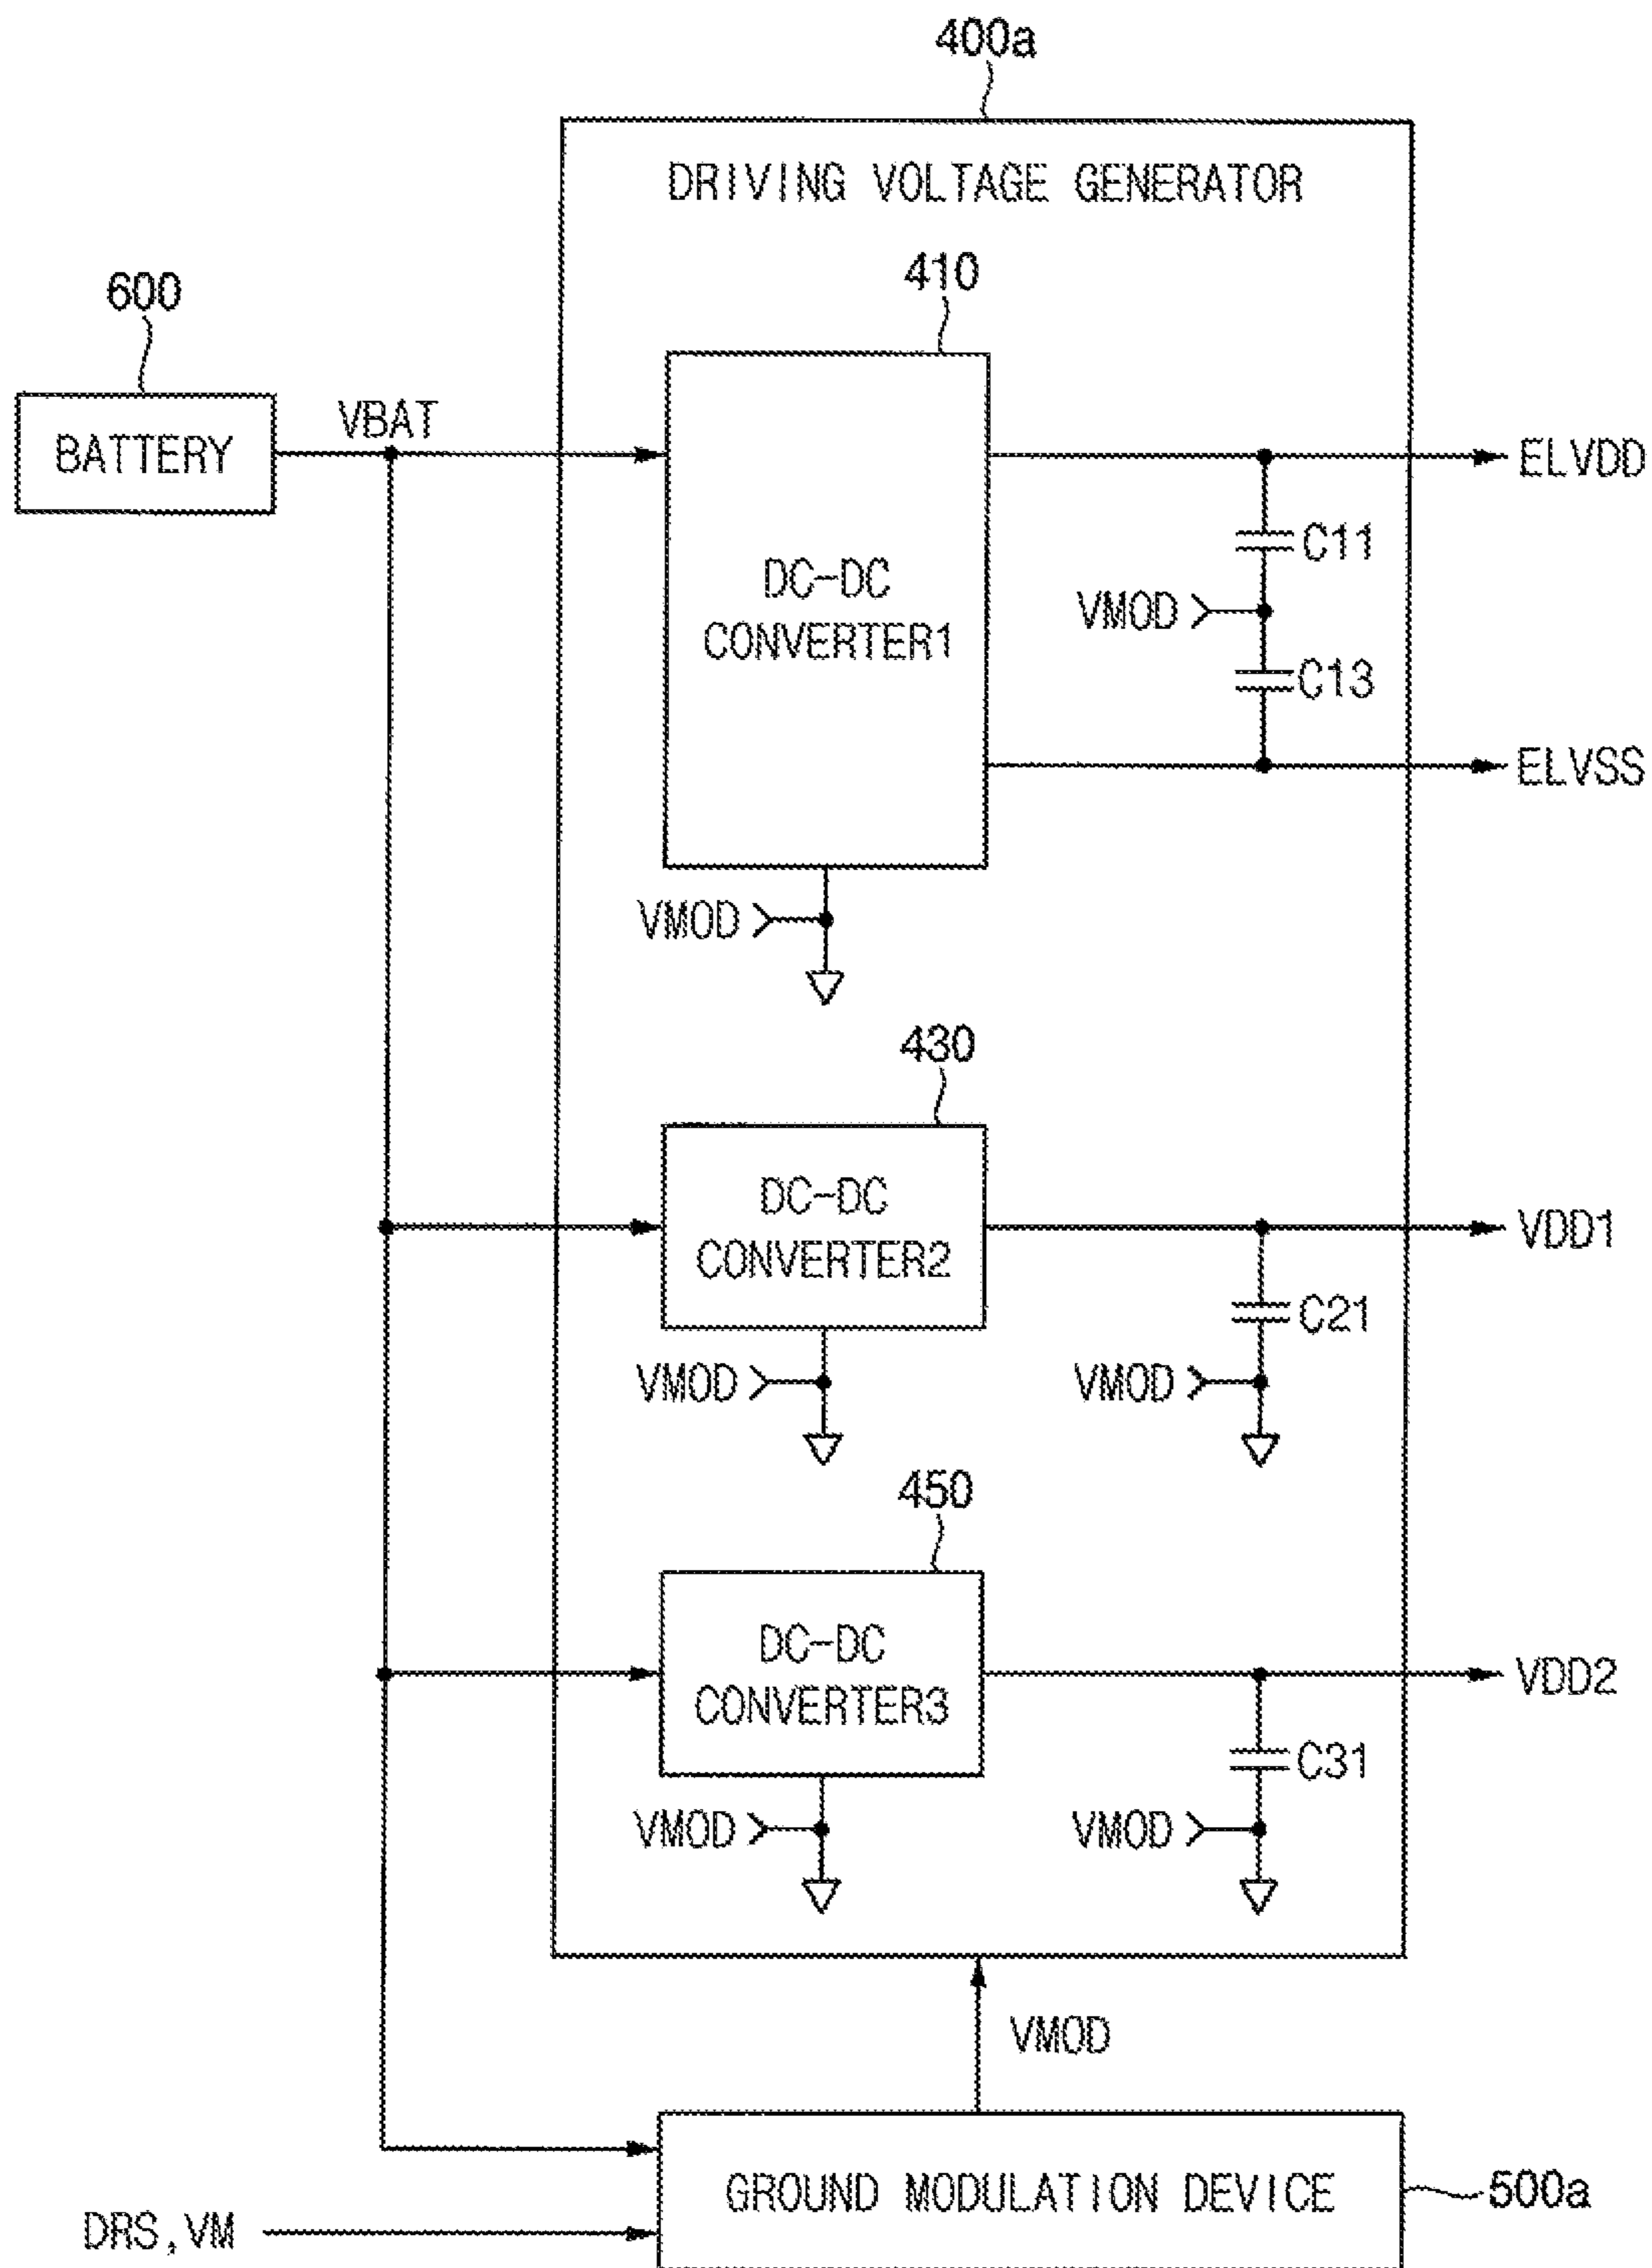 400a
DRIVING VOLTAGE GENERATOR
410
600
BATTERY
VBAT
DC-DC
CONVERTER1
ELVDD
C11
VMOD
C13
ELVSS
VMOD
430
DC-DC
CONVERTER2
VDD1
C21
VMOD
VMOD
450
DC-DC
CONVERTER3
VDD2
C31
VMOD
VMOD
VMOD
GROUND MODULATION DEVICE
500a
DRS,VM